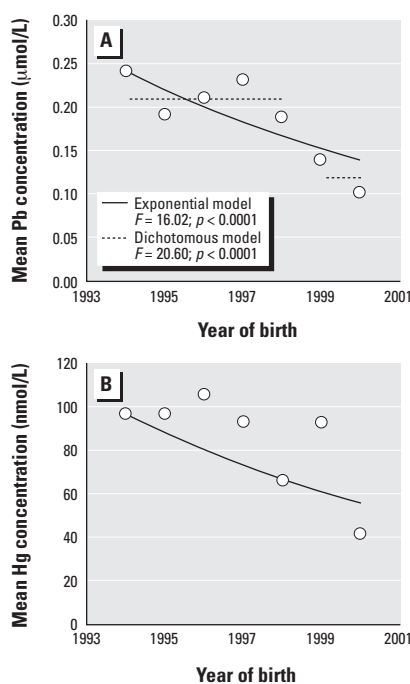 A
Mean Pb concentration (μmol/L)
0.30
0.25
0.20
0.15
0.10
0.05
0.00
Exponential model
F = 16.02; p < 0.0001
Dichotomous model
F = 20.60; p < 0.0001
1993 1995 1997 1999 2001
Year of birth
B
Mean Hg concentration (nmol/L)
120
100
80
60
40
20
0
1993 1995 1997 1999 2001
Year of birth